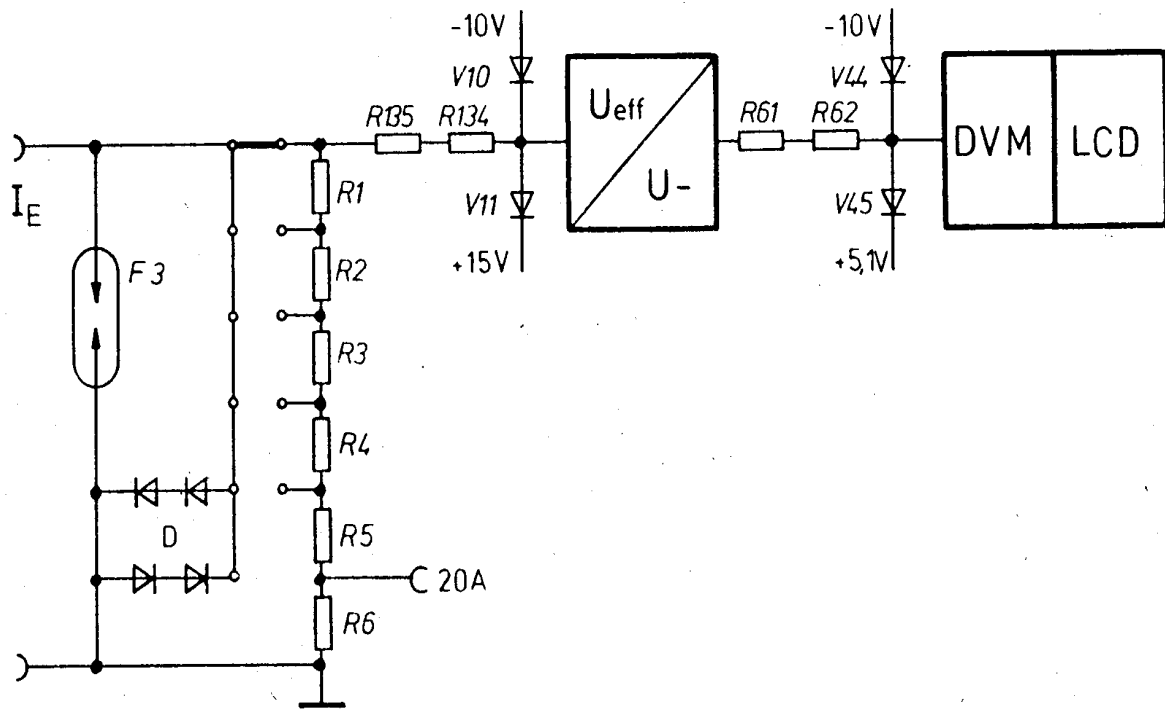 -10V
-10V
V10
V44
R135
R134
U eff
U-
R61
R62
DVM
LCD
I E
R1
V11
V45
+15V
+5,1V
F3
R2
R3
R4
D
R5
20A
R6